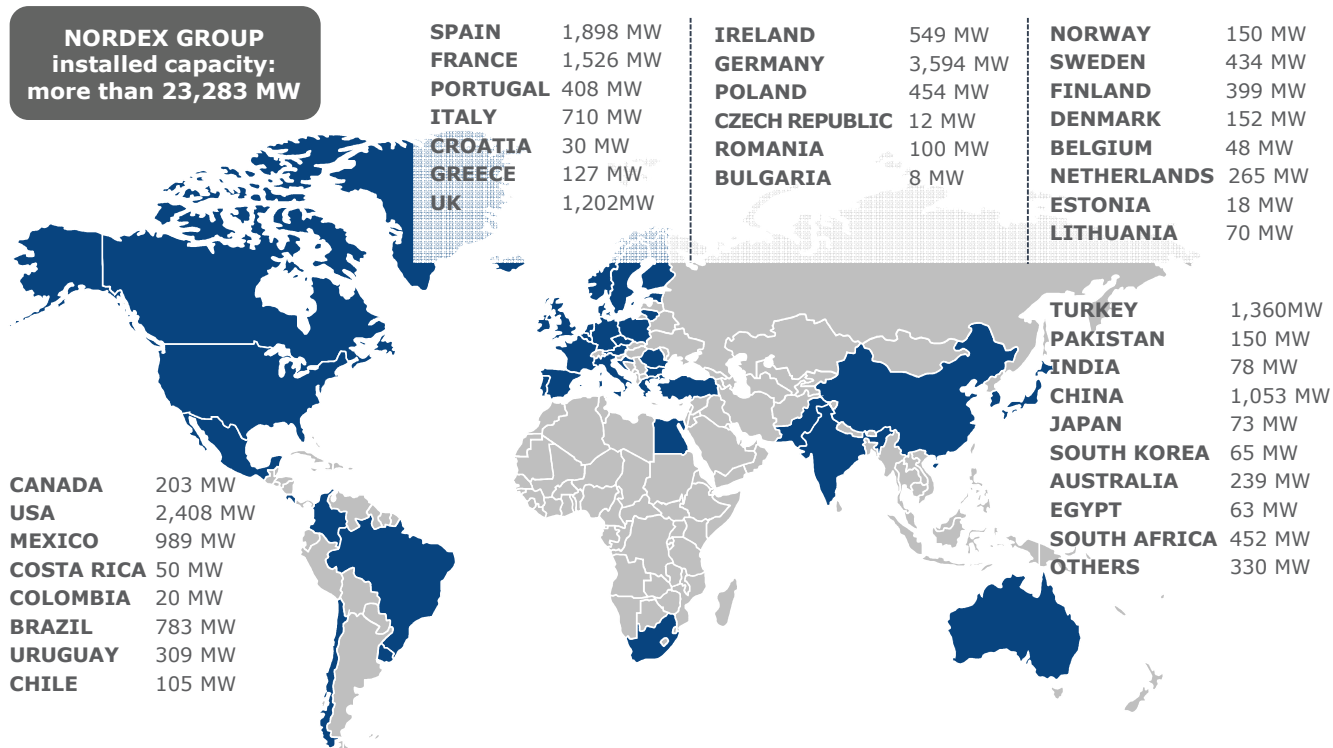 NORDEX GROUP
installed capacity:
more than 23,283 MW
SPAIN 1,898 MW
FRANCE 1,526 MW
PORTUGAL 408 MW
ITALY 710 MW
CROATIA 30 MW
GREECE 127 MW
UK 1,202MW
IRELAND 549 MW
GERMANY 3,594 MW
POLAND 454 MW
CZECH REPUBLIC 12 MW
ROMANIA 100 MW
BULGARIA 8 MW
NORWAY 150 MW
SWEDEN 434 MW
FINLAND 399 MW
DENMARK 152 MW
BELGIUM 48 MW
NETHERLANDS 265 MW
ESTONIA 18 MW
LITHUANIA 70 MW
TURKEY 1,360MW
PAKISTAN 150 MW
INDIA 78 MW
CHINA 1,053 MW
JAPAN 73 MW
SOUTH KOREA 65 MW
AUSTRALIA 239 MW
EGYPT 63 MW
SOUTH AFRICA 452 MW
OTHERS 330 MW
CANADA 203 MW
USA 2,408 MW
MEXICO 989 MW
COSTA RICA 50 MW
COLOMBIA 20 MW
BRAZIL 783 MW
URUGUAY 309 MW
CHILE 105 MW